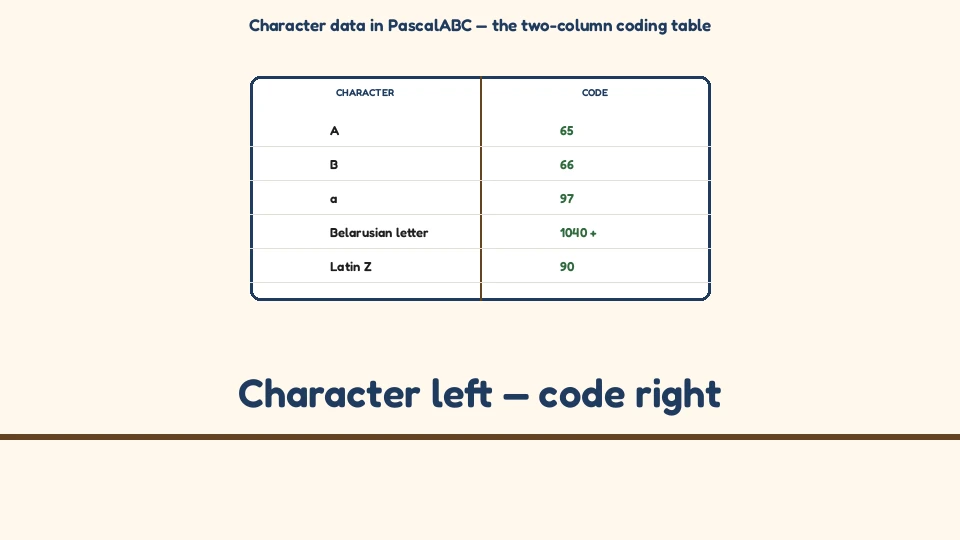 Character data in PascalABC — the two-column coding table
CHARACTER CODE
A 65
B 66
a 97
Belarusian letter 1040 +
Latin Z 90
Character left — code right